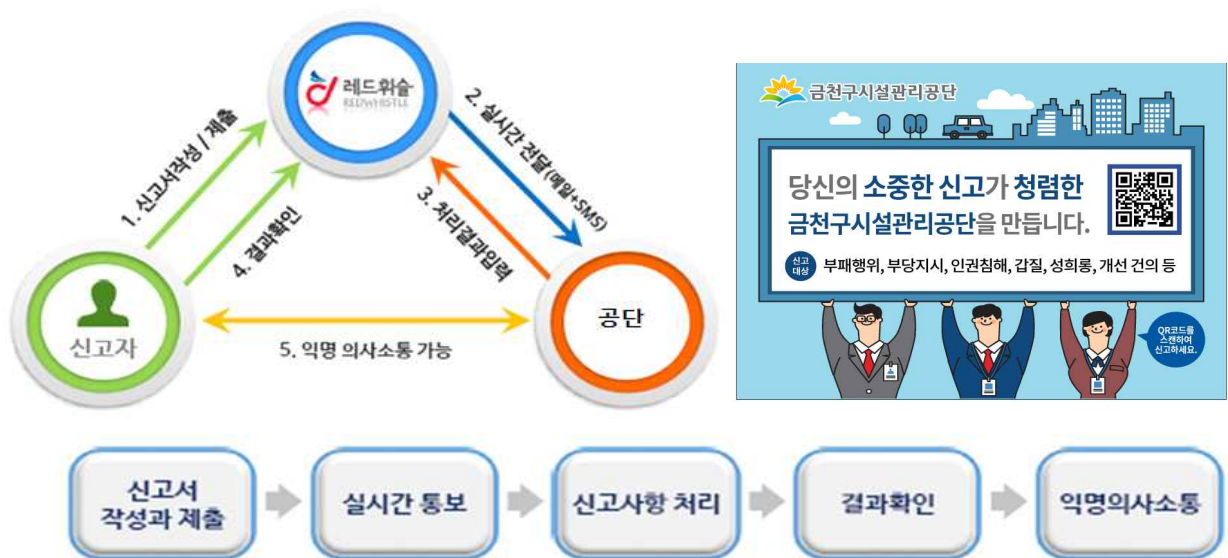 레드휘슬
REDWHISTLE
1. 신고서작성 / 제출
2. 실시간 전달(메일+SMS)
3. 처리결과입력
4. 결과확인
신고자
공단
5. 익명 의사소통 가능
금천구시설관리공단
당신의 소중한 신고가 청렴한
금천구시설관리공단을 만듭니다.
신고
대상
부패행위, 부당지시, 인권침해, 갑질, 성희롱, 개선 건의 등
QR코드를
스캔하여
신고하세요.
신고서
작성과 제출
실시간 통보
신고사항 처리
결과확인
익명의사소통